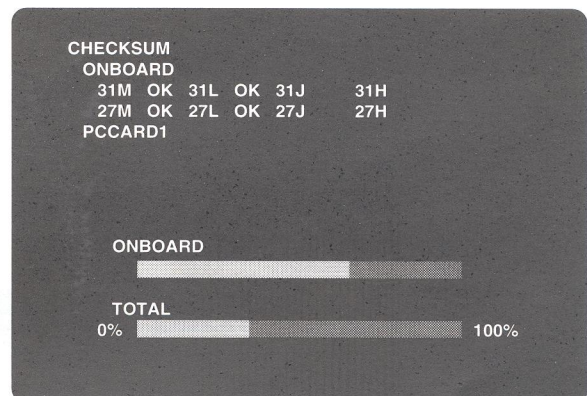 CHECKSUM
ONBOARD
31M OK 31L OK 31J 31H
27M OK 27L OK 27J 27H
PCCARD1
ONBOARD
TOTAL
0% 100%